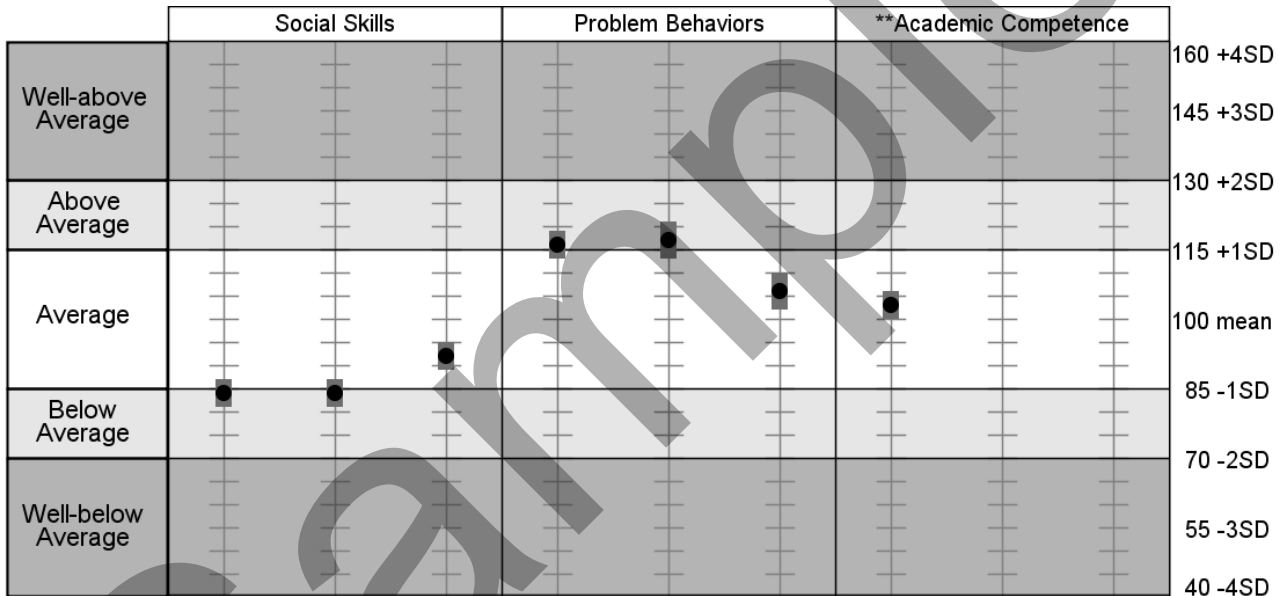 Social Skills
Problem Behaviors
**Academic Competence
160 +4SD
Well-above
Average
145 +3SD
130 +2SD
Above
Average
115 +1SD
Average
100 mean
85 -1SD
Below
Average
70 -2SD
Well-below
Average
55 -3SD
40 -4SD
sample